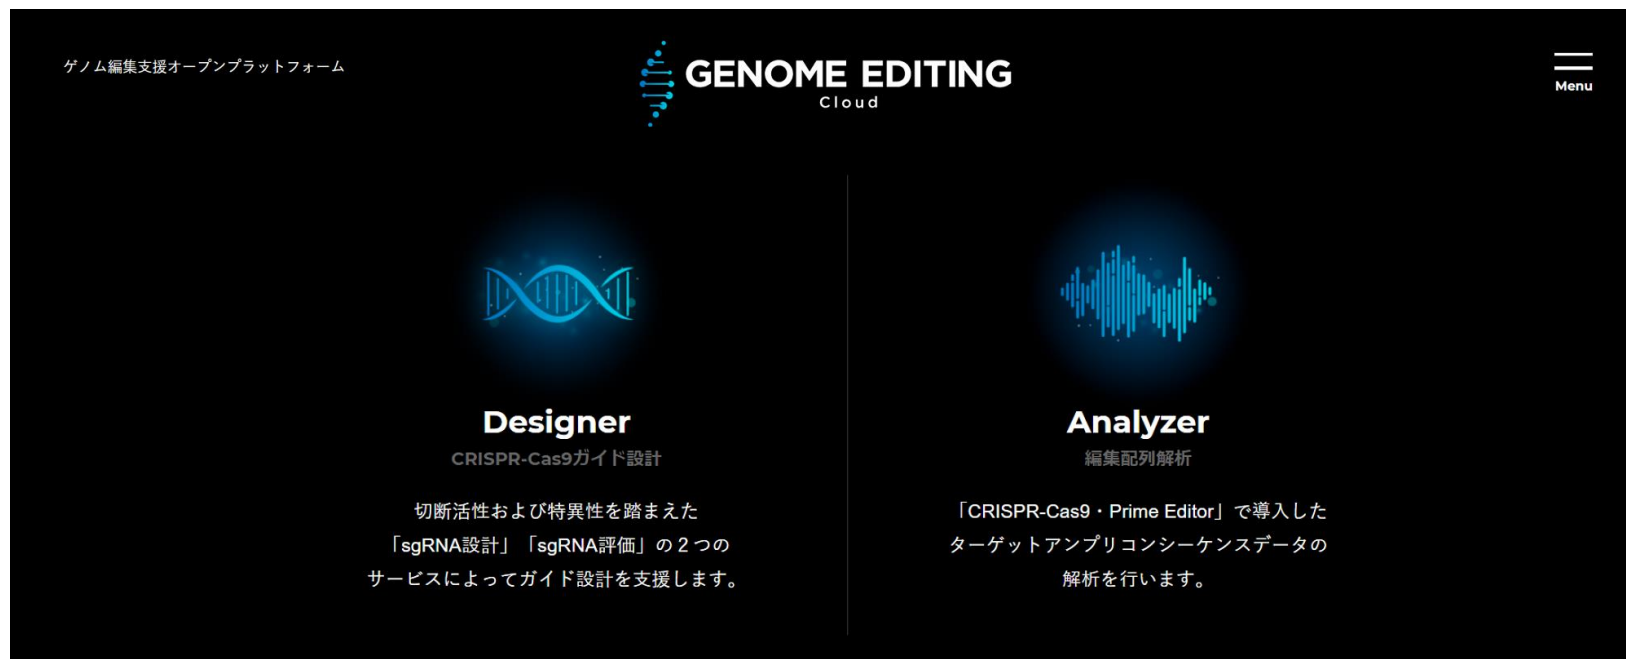 ゲノム編集支援オープンプラットフォーム
GENOME EDITING
Cloud
Menu
Designer
CRISPR-Cas9ガイド設計
切断活性および特異性を踏まえた
「sgRNA設計」「sgRNA評価」の２つの
サービスによってガイド設計を支援します。
Analyzer
編集配列解析
「CRISPR-Cas9・Prime Editor」で導入した
ターゲットアンプリコンシーケンスデータの
解析を行います。